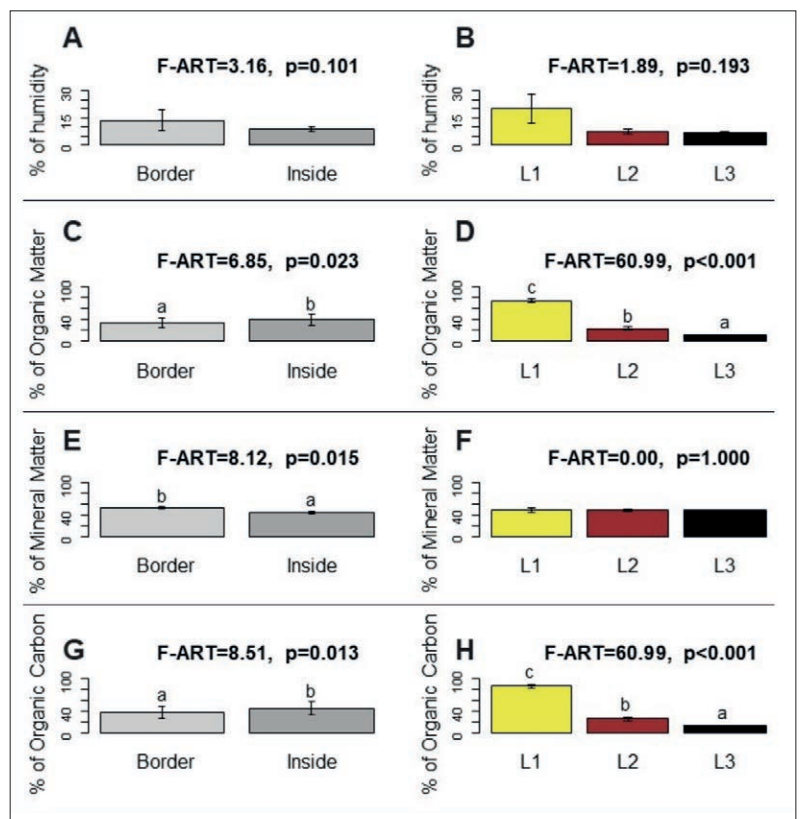 A
F-ART=3.16, p=0.101
% of humidity
0 15 30
Border Inside
B
F-ART=1.89, p=0.193
% of humidity
0 15 30
L1 L2 L3
C
F-ART=6.85, p=0.023
% of Organic Matter
0 40 100
a b
Border Inside
D
F-ART=60.99, p<0.001
% of Organic Matter
0 40 100
c b a
L1 L2 L3
E
F-ART=8.12, p=0.015
% of Mineral Matter
0 40 100
b a
Border Inside
F
F-ART=0.00, p=1.000
% of Mineral Matter
0 40 100
L1 L2 L3
G
F-ART=8.51, p=0.013
% of Organic Carbon
0 40 100
a b
Border Inside
H
F-ART=60.99, p<0.001
% of Organic Carbon
0 40 100
c b a
L1 L2 L3